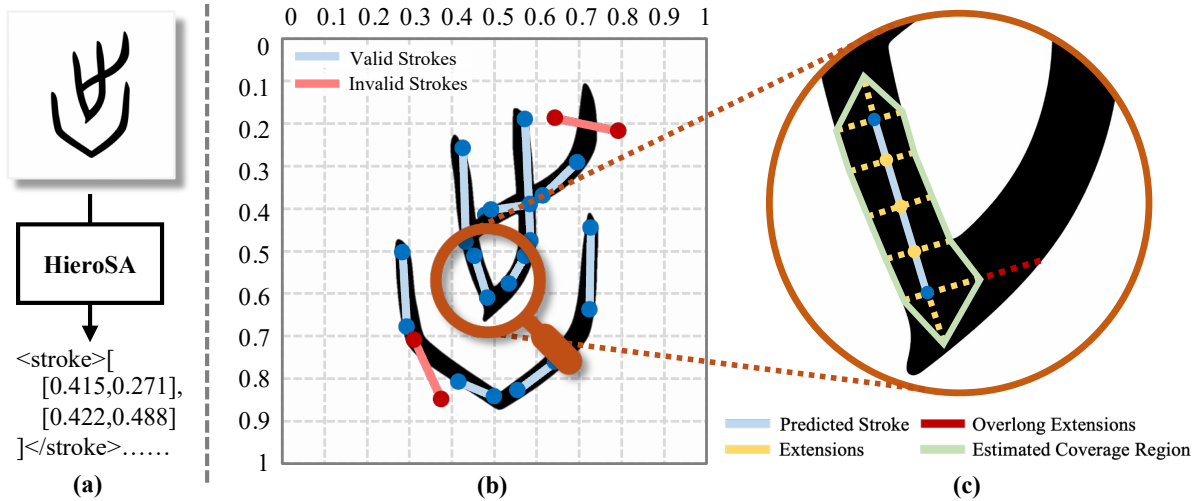 HieroSA
<stroke>[
[0.415,0.271],
[0.422,0.488]
]</stroke>……
(a)
0 0.1 0.2 0.3 0.4 0.5 0.6 0.7 0.8 0.9 1
0
0.1
0.2
0.3
0.4
0.5
0.6
0.7
0.8
0.9
1
Valid Strokes
Invalid Strokes
(b)
Predicted Stroke
Extensions
Overlong Extensions
Estimated Coverage Region
(c)